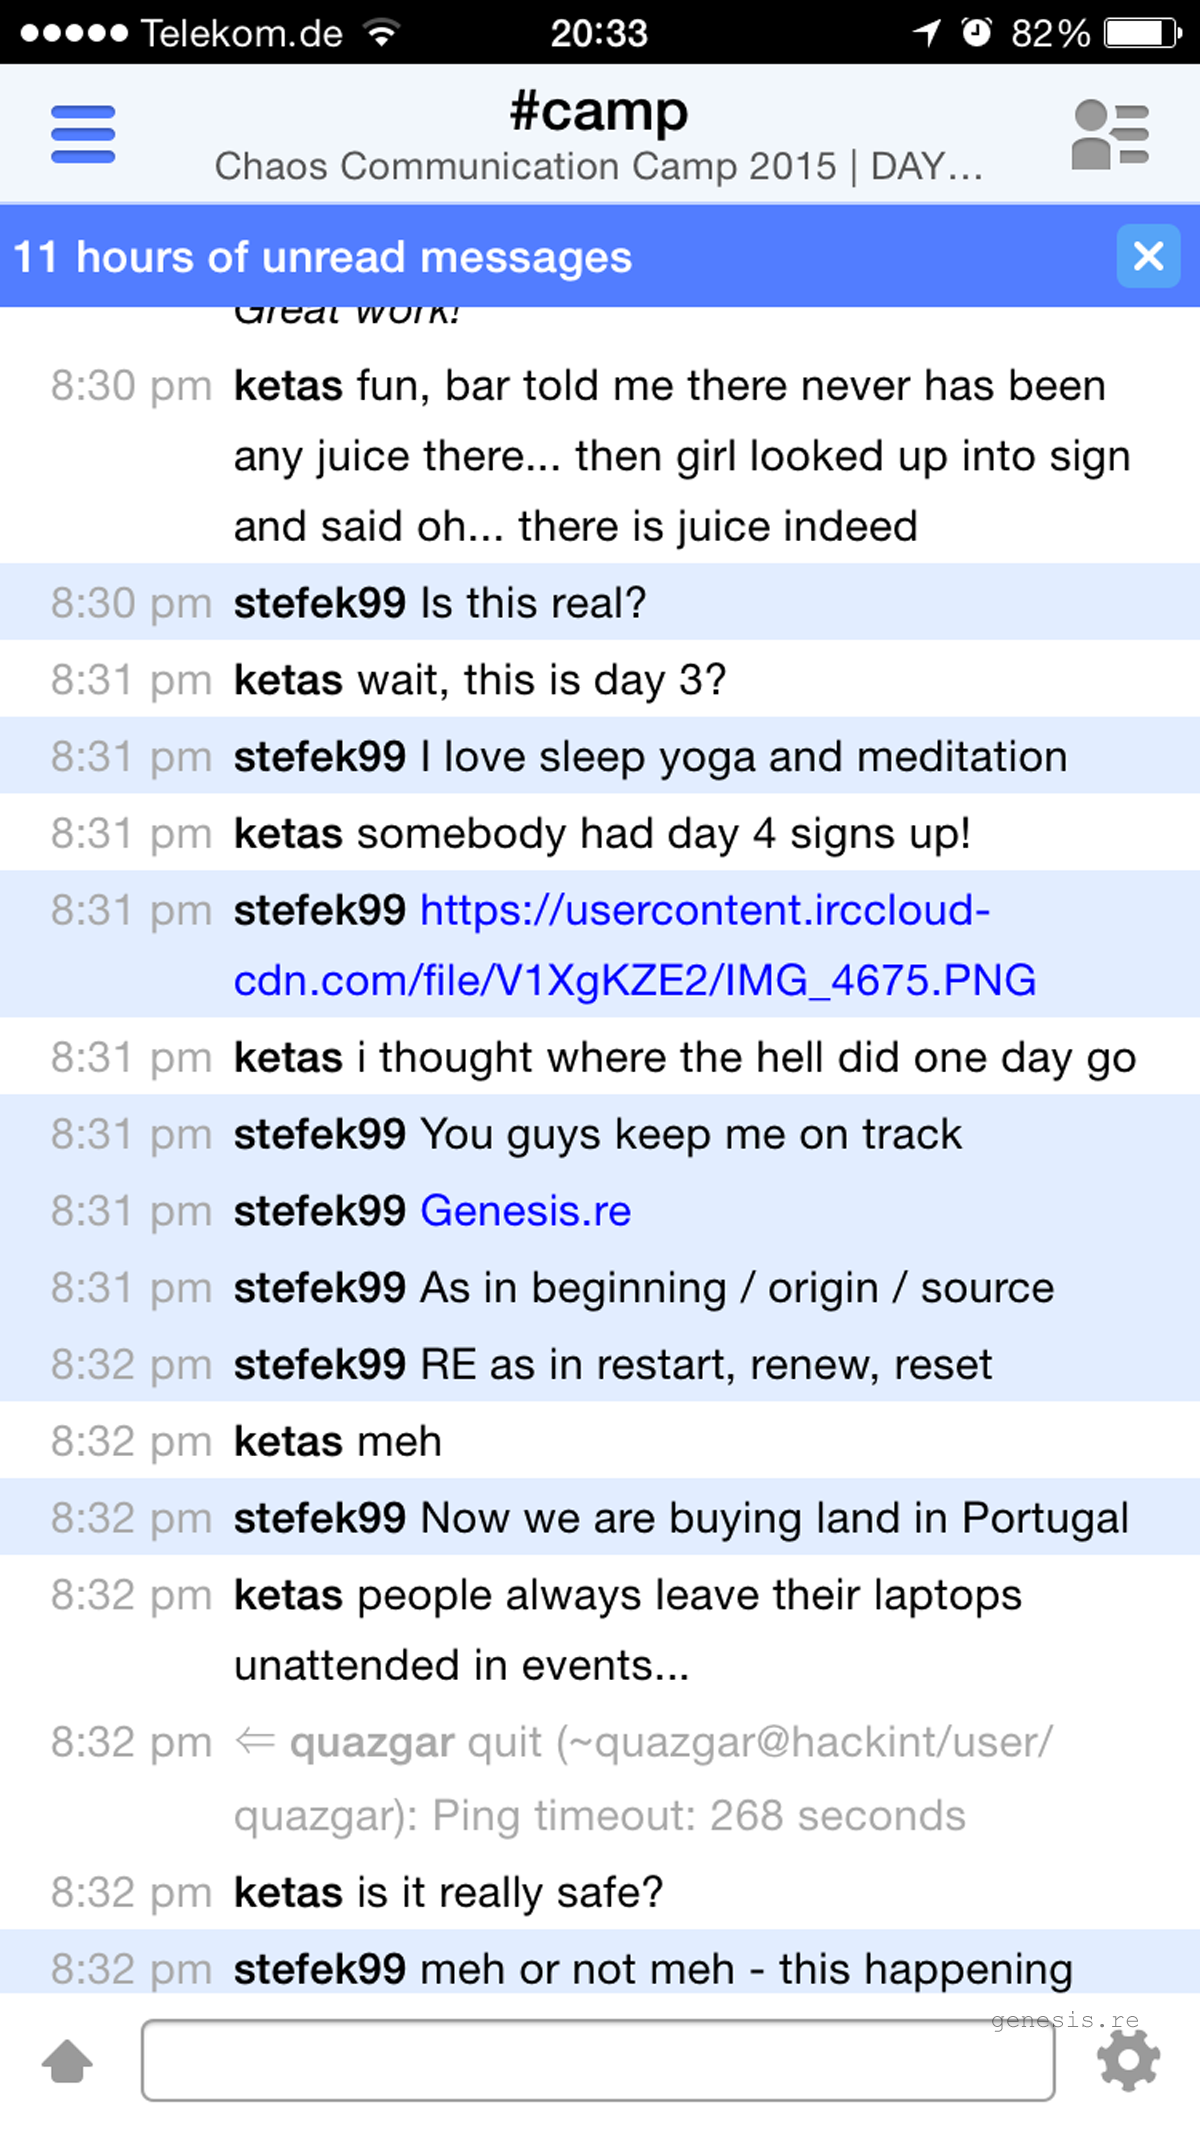 Telekom.de 20:33 82%
#camp
Chaos Communication Camp 2015 | DAY...
11 hours of unread messages
Great work!
8:30 pm ketas fun, bar told me there never has been
any juice there... then girl looked up into sign
and said oh... there is juice indeed
8:30 pm stefek99 Is this real?
8:31 pm ketas wait, this is day 3?
8:31 pm stefek99 I love sleep yoga and meditation
8:31 pm ketas somebody had day 4 signs up!
8:31 pm stefek99 https://usercontent.irccloud-
cdn.com/file/V1XgKZE2/IMG_4675.PNG
8:31 pm ketas i thought where the hell did one day go
8:31 pm stefek99 You guys keep me on track
8:31 pm stefek99 Genesis.re
8:31 pm stefek99 As in beginning / origin / source
8:32 pm stefek99 RE as in restart, renew, reset
8:32 pm ketas meh
8:32 pm stefek99 Now we are buying land in Portugal
8:32 pm ketas people always leave their laptops
unattended in events...
8:32 pm ⇐ quazgar quit (~quazgar@hackint/user/
quazgar): Ping timeout: 268 seconds
8:32 pm ketas is it really safe?
8:32 pm stefek99 meh or not meh - this happening
genesis.re